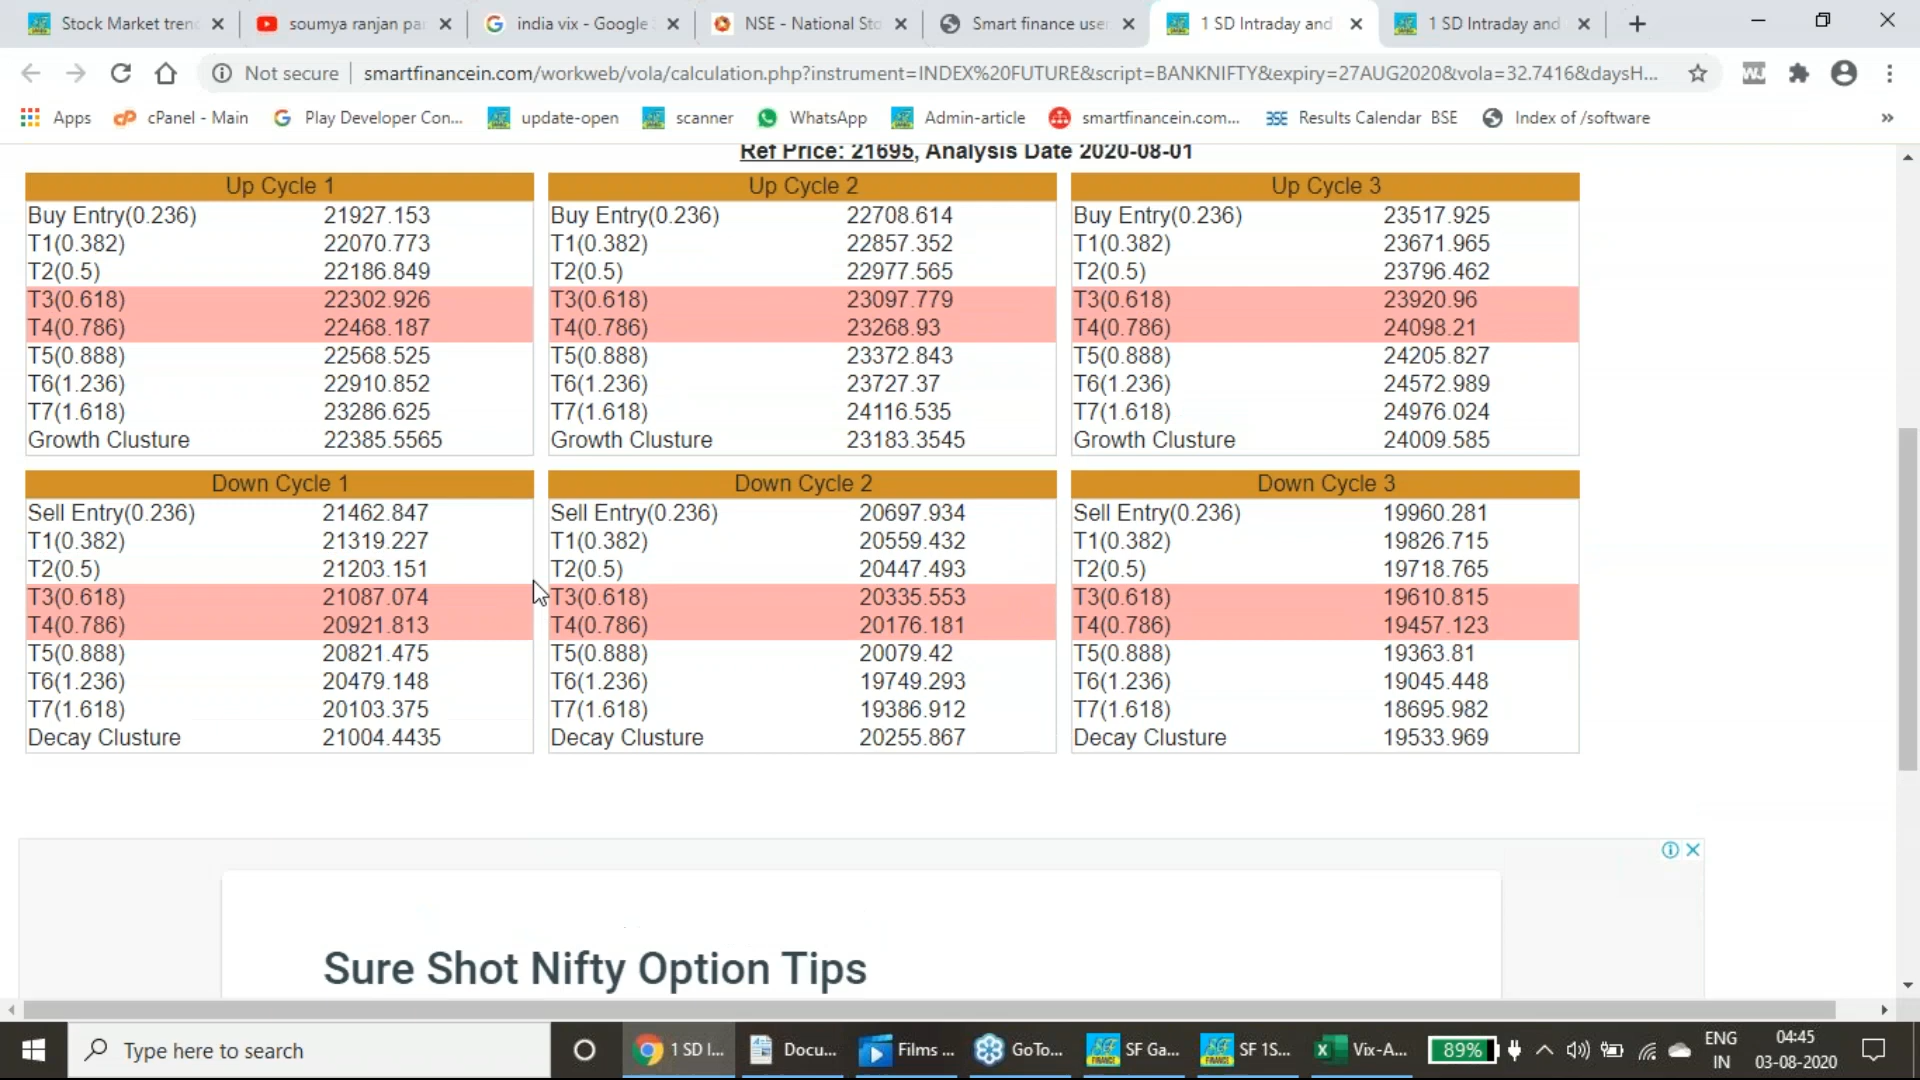 Stock Market tren
soumya ranjan pa
india vix - Google
NSE - National Sto
Smart finance use
1 SD Intraday and
1 SD Intraday and
Not secure
smartfinancein.com/workweb/vola/calculation.php?instrument=INDEX%20FUTURE&script=BANKNIFTY&expiry=27AUG2020&vola=32.7416&daysH...
Apps cPanel - Main Play Developer Con... update-open scanner WhatsApp Admin-article smartfinancein.com... BSE Results Calendar BSE Index of /software »
Ref Price: 21695, Analysis Date 2020-08-01
Up Cycle 1
Buy Entry(0.236) 21927.153
T1(0.382) 22070.773
T2(0.5) 22186.849
T3(0.618) 22302.926
T4(0.786) 22468.187
T5(0.888) 22568.525
T6(1.236) 22910.852
T7(1.618) 23286.625
Growth Clusture 22385.5565
Up Cycle 2
Buy Entry(0.236) 22708.614
T1(0.382) 22857.352
T2(0.5) 22977.565
T3(0.618) 23097.779
T4(0.786) 23268.93
T5(0.888) 23372.843
T6(1.236) 23727.37
T7(1.618) 24116.535
Growth Clusture 23183.3545
Up Cycle 3
Buy Entry(0.236) 23517.925
T1(0.382) 23671.965
T2(0.5) 23796.462
T3(0.618) 23920.96
T4(0.786) 24098.21
T5(0.888) 24205.827
T6(1.236) 24572.989
T7(1.618) 24976.024
Growth Clusture 24009.585
Down Cycle 1
Sell Entry(0.236) 21462.847
T1(0.382) 21319.227
T2(0.5) 21203.151
T3(0.618) 21087.074
T4(0.786) 20921.813
T5(0.888) 20821.475
T6(1.236) 20479.148
T7(1.618) 20103.375
Decay Clusture 21004.4435
Down Cycle 2
Sell Entry(0.236) 20697.934
T1(0.382) 20559.432
T2(0.5) 20447.493
T3(0.618) 20335.553
T4(0.786) 20176.181
T5(0.888) 20079.42
T6(1.236) 19749.293
T7(1.618) 19386.912
Decay Clusture 20255.867
Down Cycle 3
Sell Entry(0.236) 19960.281
T1(0.382) 19826.715
T2(0.5) 19718.765
T3(0.618) 19610.815
T4(0.786) 19457.123
T5(0.888) 19363.81
T6(1.236) 19045.448
T7(1.618) 18695.982
Decay Clusture 19533.969
Sure Shot Nifty Option Tips
Type here to search
1 SD I...
Docu...
Films ...
GoTo...
SF Ga...
SF 1S...
Vix-A...
89%
ENG
IN
04:45
03-08-2020